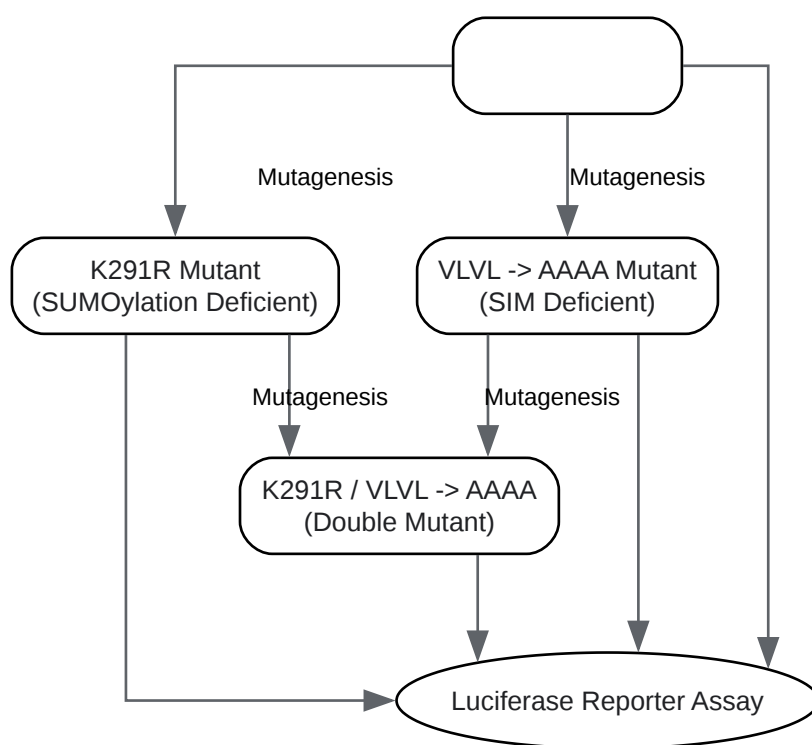 Mutagenesis
Mutagenesis
K291R Mutant
(SUMOylation Deficient)
VLVL -> AAAA Mutant
(SIM Deficient)
Mutagenesis
Mutagenesis
K291R / VLVL -> AAAA
(Double Mutant)
Luciferase Reporter Assay